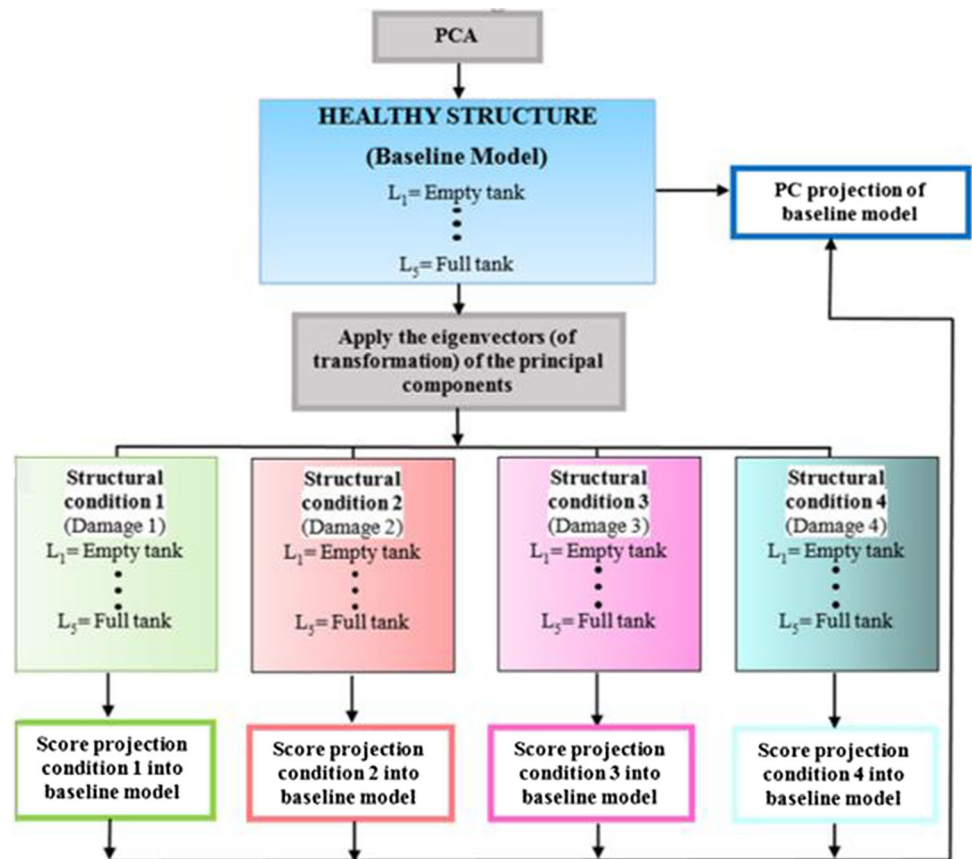 PCA
HEALTHY STRUCTURE
(Baseline Model)
L₁= Empty tank
L₅= Full tank
PC projection of
baseline model
Apply the eigenvectors (of
transformation) of the principal
components
Structural
condition 1
(Damage 1)
L₁= Empty tank
L₅= Full tank
Structural
condition 2
(Damage 2)
L₁= Empty tank
L₅= Full tank
Structural
condition 3
(Damage 3)
L₁= Empty tank
L₅= Full tank
Structural
condition 4
(Damage 4)
L₁= Empty tank
L₅= Full tank
Score projection
condition 1 into
baseline model
Score projection
condition 2 into
baseline model
Score projection
condition 3 into
baseline model
Score projection
condition 4 into
baseline model